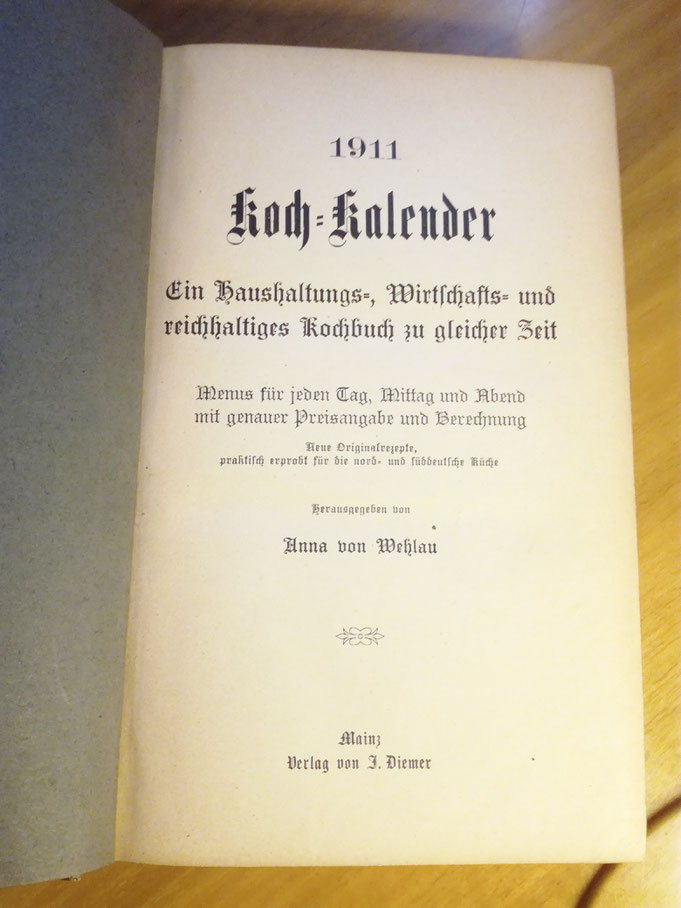 1911
Koch-Kalender
Ein Haushaltungs-, Wirtſchafts- und
reichhaltiges Kochbuch zu gleicher Zeit
Menus für jeden Tag, Mittag und Abend
mit genauer Preisangabe und Berechnung
Neue Originalrezepte,
praktiſch erprobt für die nord- und ſüddeutſche Küche
Herausgegeben von
Anna von Wehlau
Mainz
Verlag von J. Diemer